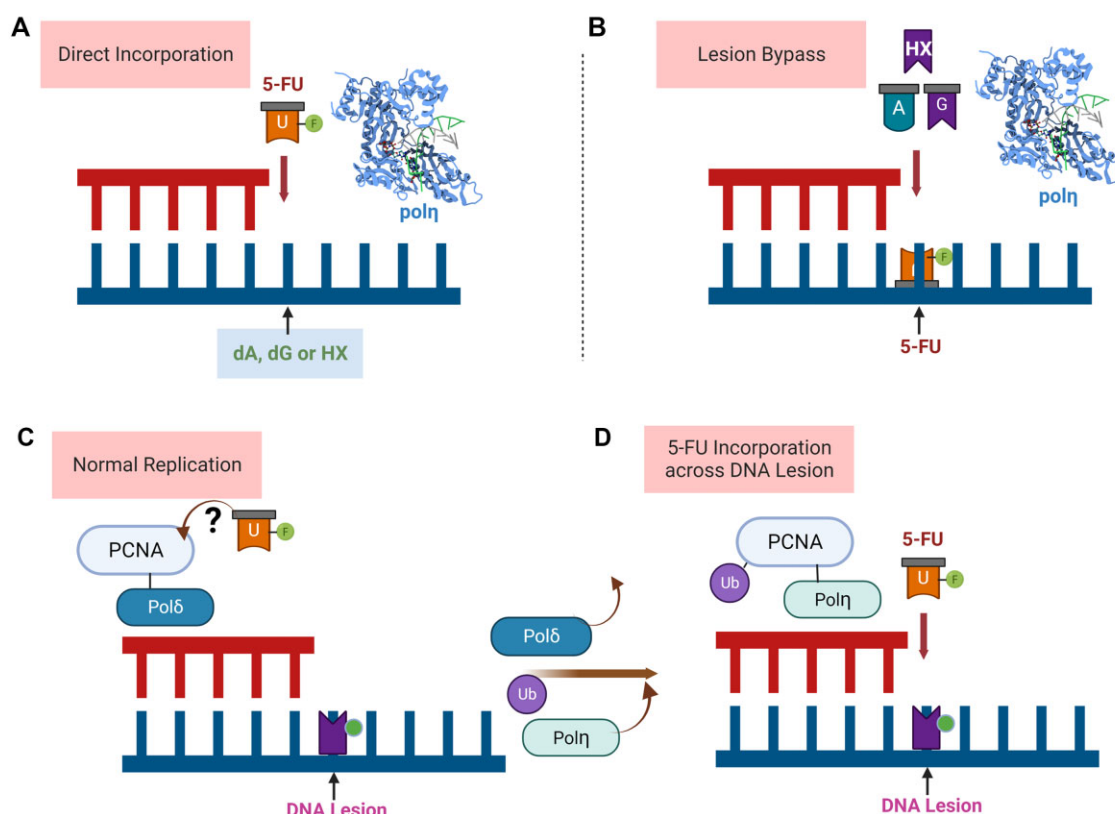 A
Direct Incorporation
5-FU
U
F
polη
dA, dG or HX
B
Lesion Bypass
HX
A
G
polη
F
5-FU
C
Normal Replication
?
U
F
PCNA
Polδ
DNA Lesion
Polδ
Ub
Polη
D
5-FU Incorporation
across DNA Lesion
PCNA
Ub
Polη
5-FU
U
F
DNA Lesion